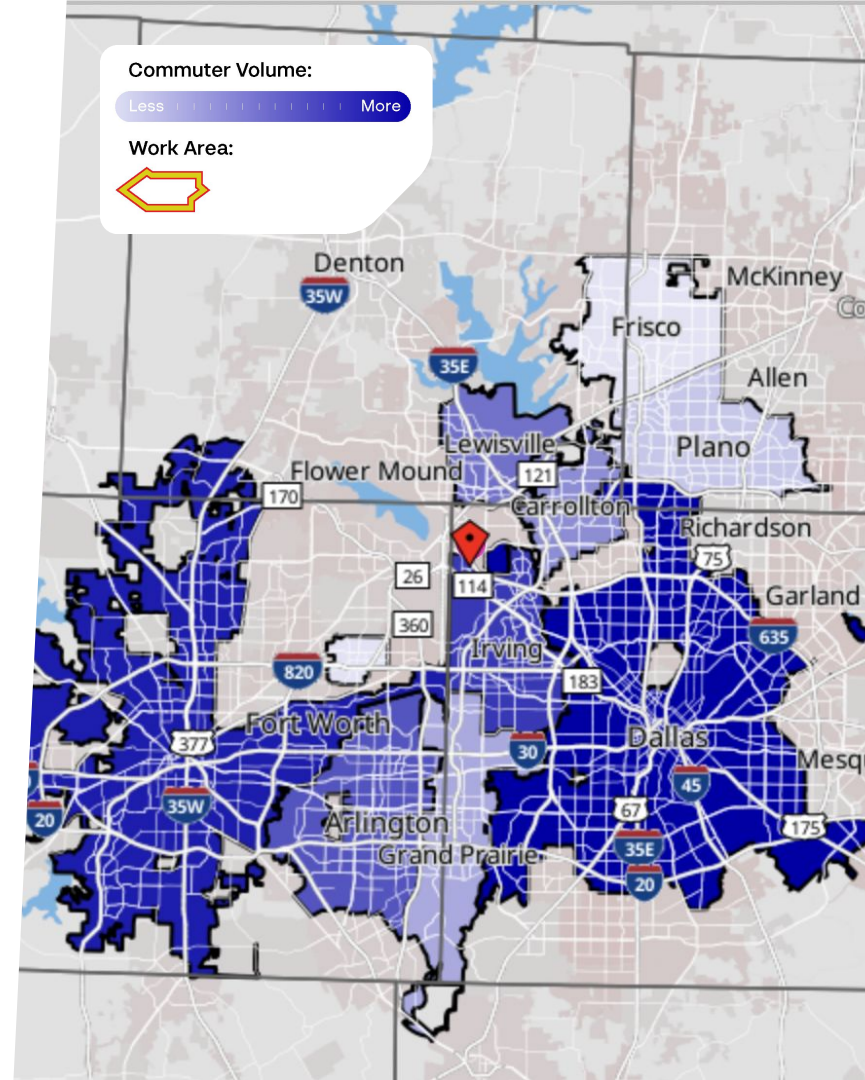 Commuter Volume:
Less More
Work Area:
Denton
35W
McKinney
Frisco
35E
Allen
Lewisville
Plano
Flower Mound
121
170
Carrollton
Richardson
75
26
114
Garland
360
635
Irving
820
183
Fort Worth
377
30
Dallas
Mesq
45
35W
20
67
Arlington
175
35E
Grand Prairie
20